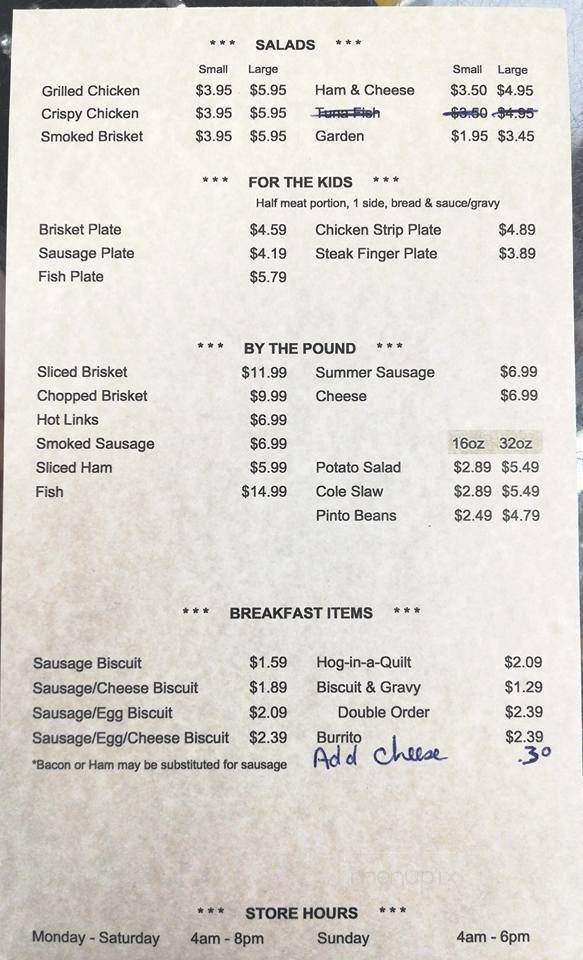 *** SALADS ***
Small Large Small Large
Grilled Chicken $3.95 $5.95 Ham & Cheese $3.50 $4.95
Crispy Chicken $3.95 $5.95 Tuna Fish $3.50 $4.95
Smoked Brisket $3.95 $5.95 Garden $1.95 $3.45
*** FOR THE KIDS ***
Half meat portion, 1 side, bread & sauce/gravy
Brisket Plate $4.59 Chicken Strip Plate $4.89
Sausage Plate $4.19 Steak Finger Plate $3.89
Fish Plate $5.79
*** BY THE POUND ***
Sliced Brisket $11.99 Summer Sausage $6.99
Chopped Brisket $9.99 Cheese $6.99
Hot Links $6.99
Smoked Sausage $6.99 16oz 32oz
Sliced Ham $5.99 Potato Salad $2.89 $5.49
Fish $14.99 Cole Slaw $2.89 $5.49
Pinto Beans $2.49 $4.79
*** BREAKFAST ITEMS ***
Sausage Biscuit $1.59 Hog-in-a-Quilt $2.09
Sausage/Cheese Biscuit $1.89 Biscuit & Gravy $1.29
Sausage/Egg Biscuit $2.09 Double Order $2.39
Sausage/Egg/Cheese Biscuit $2.39 Burrito $2.39
*Bacon or Ham may be substituted for sausage Add cheese .30
*** STORE HOURS ***
Monday - Saturday 4am - 8pm Sunday 4am - 6pm